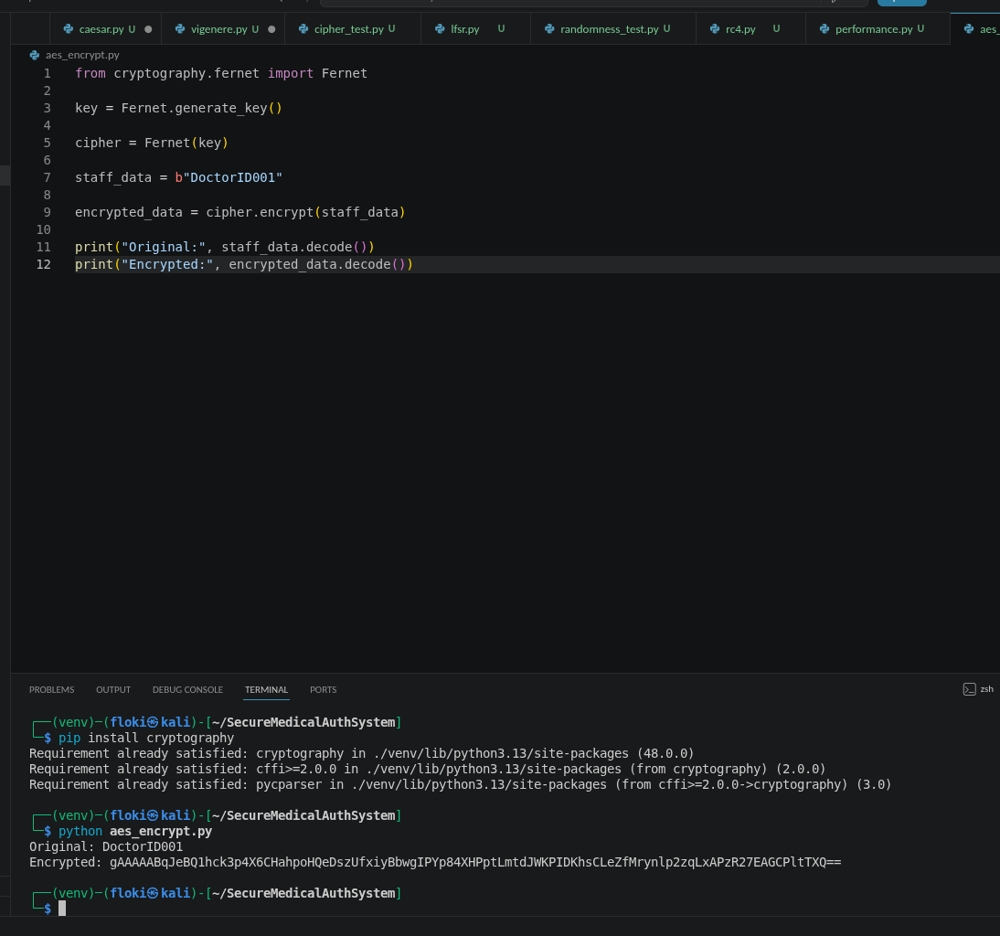 caesar.py U
vigenere.py U
cipher_test.py U
lfsr.py U
randomness_test.py U
rc4.py U
performance.py U
aes_
aes_encrypt.py
1 from cryptography.fernet import Fernet
2
3 key = Fernet.generate_key()
4
5 cipher = Fernet(key)
6
7 staff_data = b"DoctorID001"
8
9 encrypted_data = cipher.encrypt(staff_data)
10
11 print("Original:", staff_data.decode())
12 print("Encrypted:", encrypted_data.decode())
PROBLEMS OUTPUT DEBUG CONSOLE TERMINAL PORTS
zsh
┌──(venv)─(floki㉿kali)-[~/SecureMedicalAuthSystem]
└─$ pip install cryptography
Requirement already satisfied: cryptography in ./venv/lib/python3.13/site-packages (48.0.0)
Requirement already satisfied: cffi>=2.0.0 in ./venv/lib/python3.13/site-packages (from cryptography) (2.0.0)
Requirement already satisfied: pycparser in ./venv/lib/python3.13/site-packages (from cffi>=2.0.0->cryptography) (3.0)
┌──(venv)─(floki㉿kali)-[~/SecureMedicalAuthSystem]
└─$ python aes_encrypt.py
Original: DoctorID001
Encrypted: gAAAAABqJeBQ1hck3p4X6CHahpoHQeDszUfxiyBbwgIPYp84XHPptLmtdJWKPIDKhsCLeZfMrynlp2zqLxAPzR27EAGCPltTXQ==
┌──(venv)─(floki㉿kali)-[~/SecureMedicalAuthSystem]
└─$